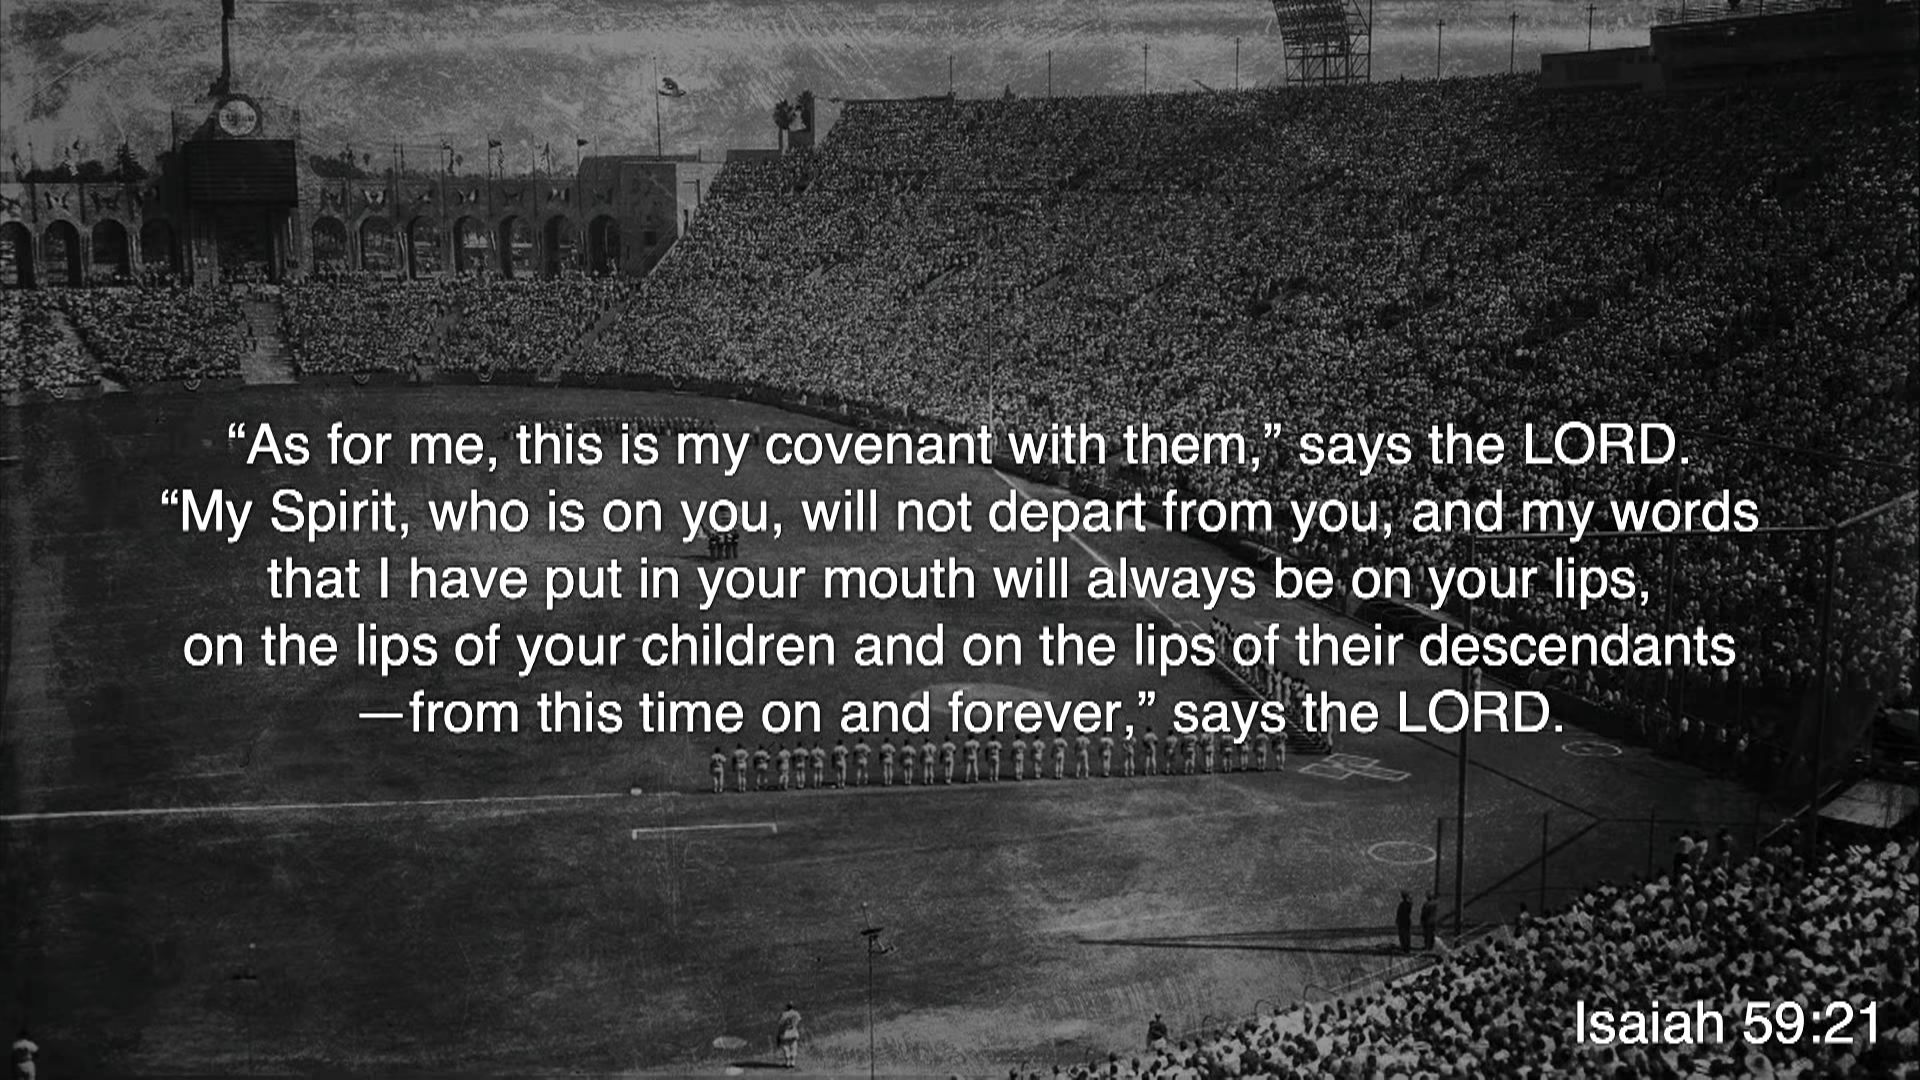 “As for me, this is my covenant with them,” says the LORD.
“My Spirit, who is on you, will not depart from you, and my words
that I have put in your mouth will always be on your lips,
on the lips of your children and on the lips of their descendants
—from this time on and forever,” says the LORD.
Isaiah 59:21